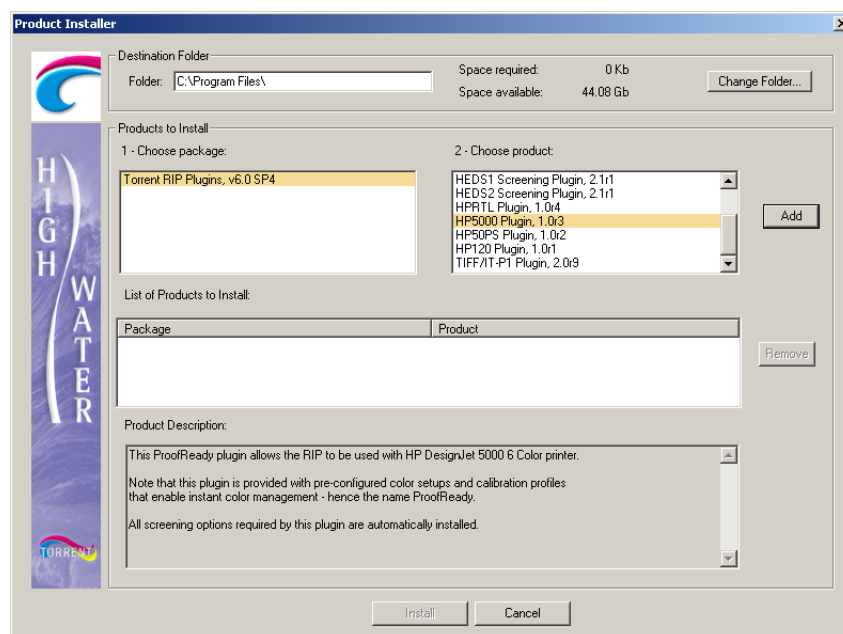 Product Installer
Destination Folder
Folder: C:\Program Files\
Space required: 0 Kb
Space available: 44.08 Gb
Change Folder...
HIGH WATER
TORRENT
Products to Install
1 - Choose package:
Torrent RIP Plugins, v6.0 SP4
2 - Choose product:
HEDS1 Screening Plugin, 2.1r1
HEDS2 Screening Plugin, 2.1r1
HPRTL Plugin, 1.0r4
HP5000 Plugin, 1.0r3
HP50PS Plugin, 1.0r2
HP120 Plugin, 1.0r1
TIFF/IT-P1 Plugin, 2.0r9
Add
List of Products to Install:
Package Product
Remove
Product Description:
This ProofReady plugin allows the RIP to be used with HP DesignJet 5000 6 Color printer.
Note that this plugin is provided with pre-configured color setups and calibration profiles
that enable instant color management - hence the name ProofReady.
All screening options required by this plugin are automatically installed.
Install
Cancel